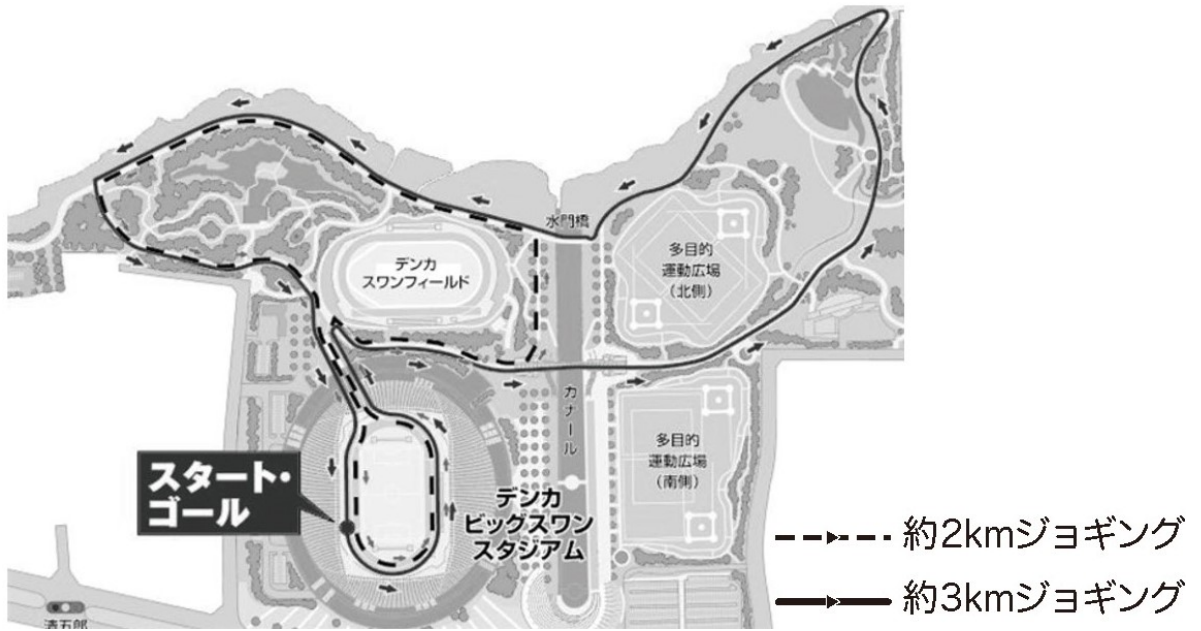 水門橋
デンカ
スワンフィールド
多目的
運動広場
（北側）
カナール
多目的
運動広場
（南側）
スタート・
ゴール
デンカ
ビッグスワン
スタジアム
約2kmジョギング
約3kmジョギング
清五郎